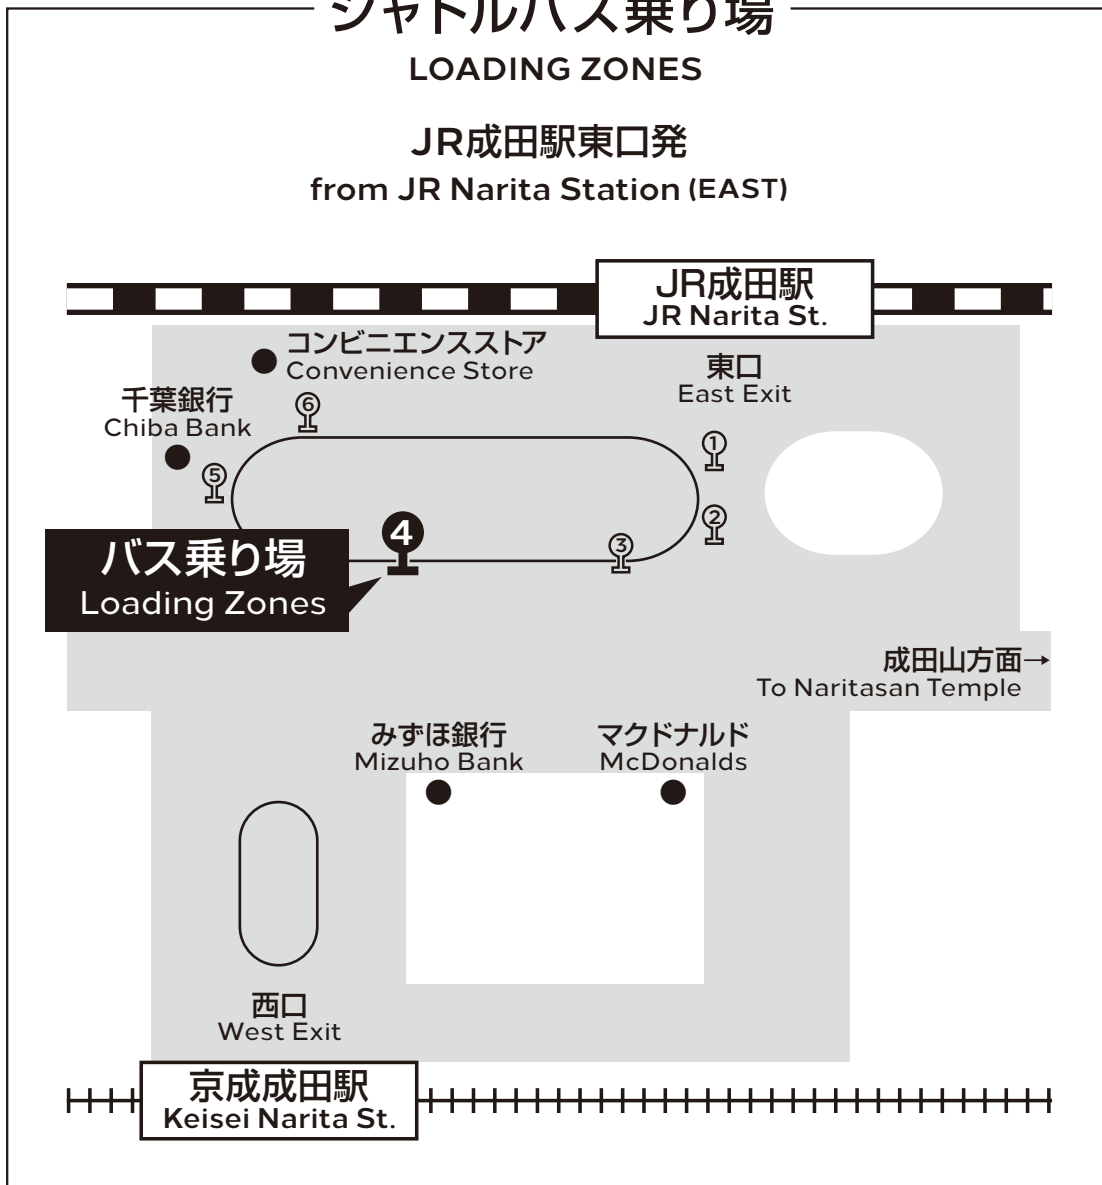 シャトルバス乗り場
LOADING ZONES
JR成田駅東口発
from JR Narita Station (EAST)
JR成田駅
JR Narita St.
コンビニエンスストア
Convenience Store
東口
East Exit
千葉銀行
Chiba Bank
⑥
①
⑤
②
4
③
バス乗り場
Loading Zones
成田山方面→
To Naritasan Temple
みずほ銀行
Mizuho Bank
マクドナルド
McDonalds
西口
West Exit
京成成田駅
Keisei Narita St.